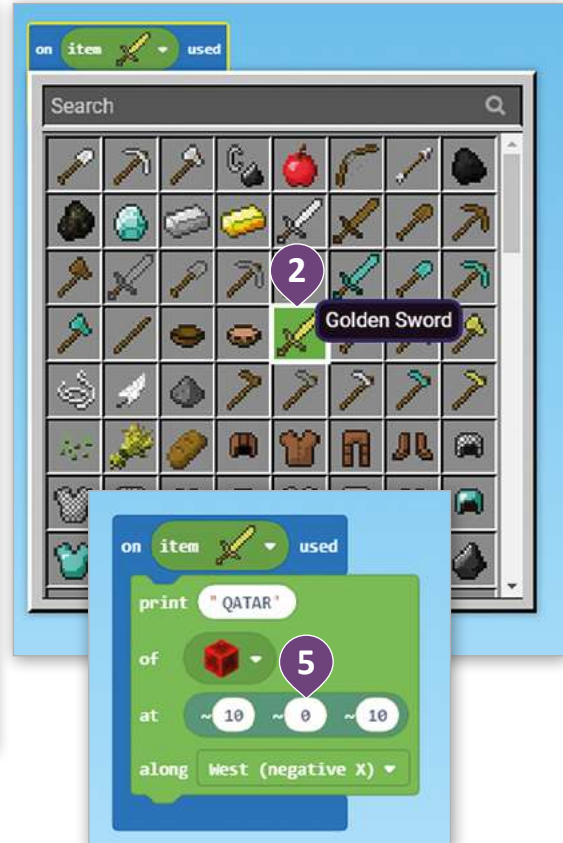 on item used
Search
2
Golden Sword
on item used
print "QATAR"
of
5
at ~10 ~0 ~10
along West (negative X)